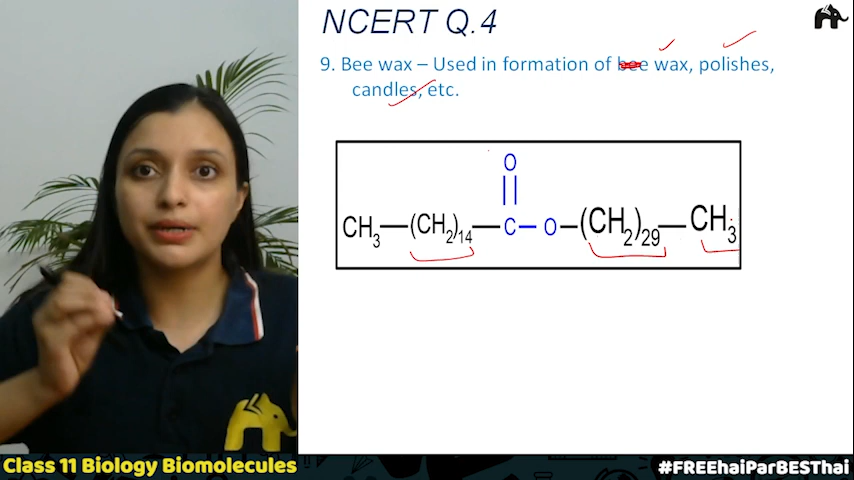 NCERT Q.4
9. Bee wax – Used in formation of bee wax, polishes,
candles, etc.
O
CH3—(CH2)14—C—O—(CH2)29—CH3
Class 11 Biology Biomolecules
#FREEhaiParBESThai